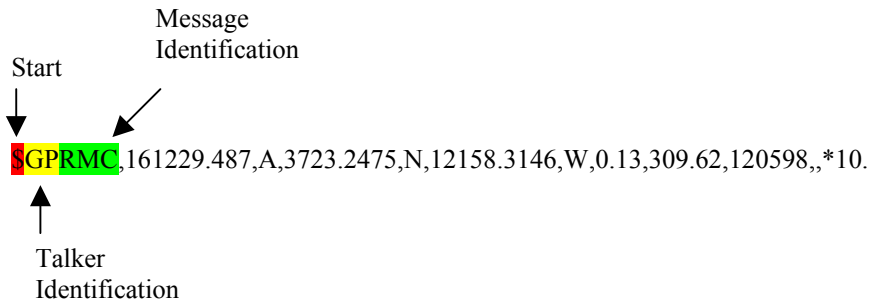 Message
Identification
Start
$GPRMC,161229.487,A,3723.2475,N,12158.3146,W,0.13,309.62,120598,,*10.
Talker
Identification